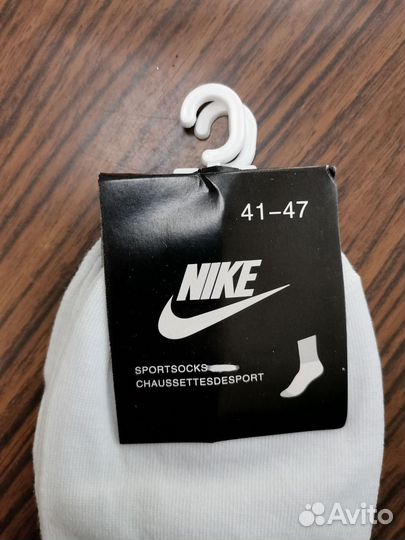 41-47
NIKE
SPORTSOCKS
CHAUSSETTESDESPORT
Avito